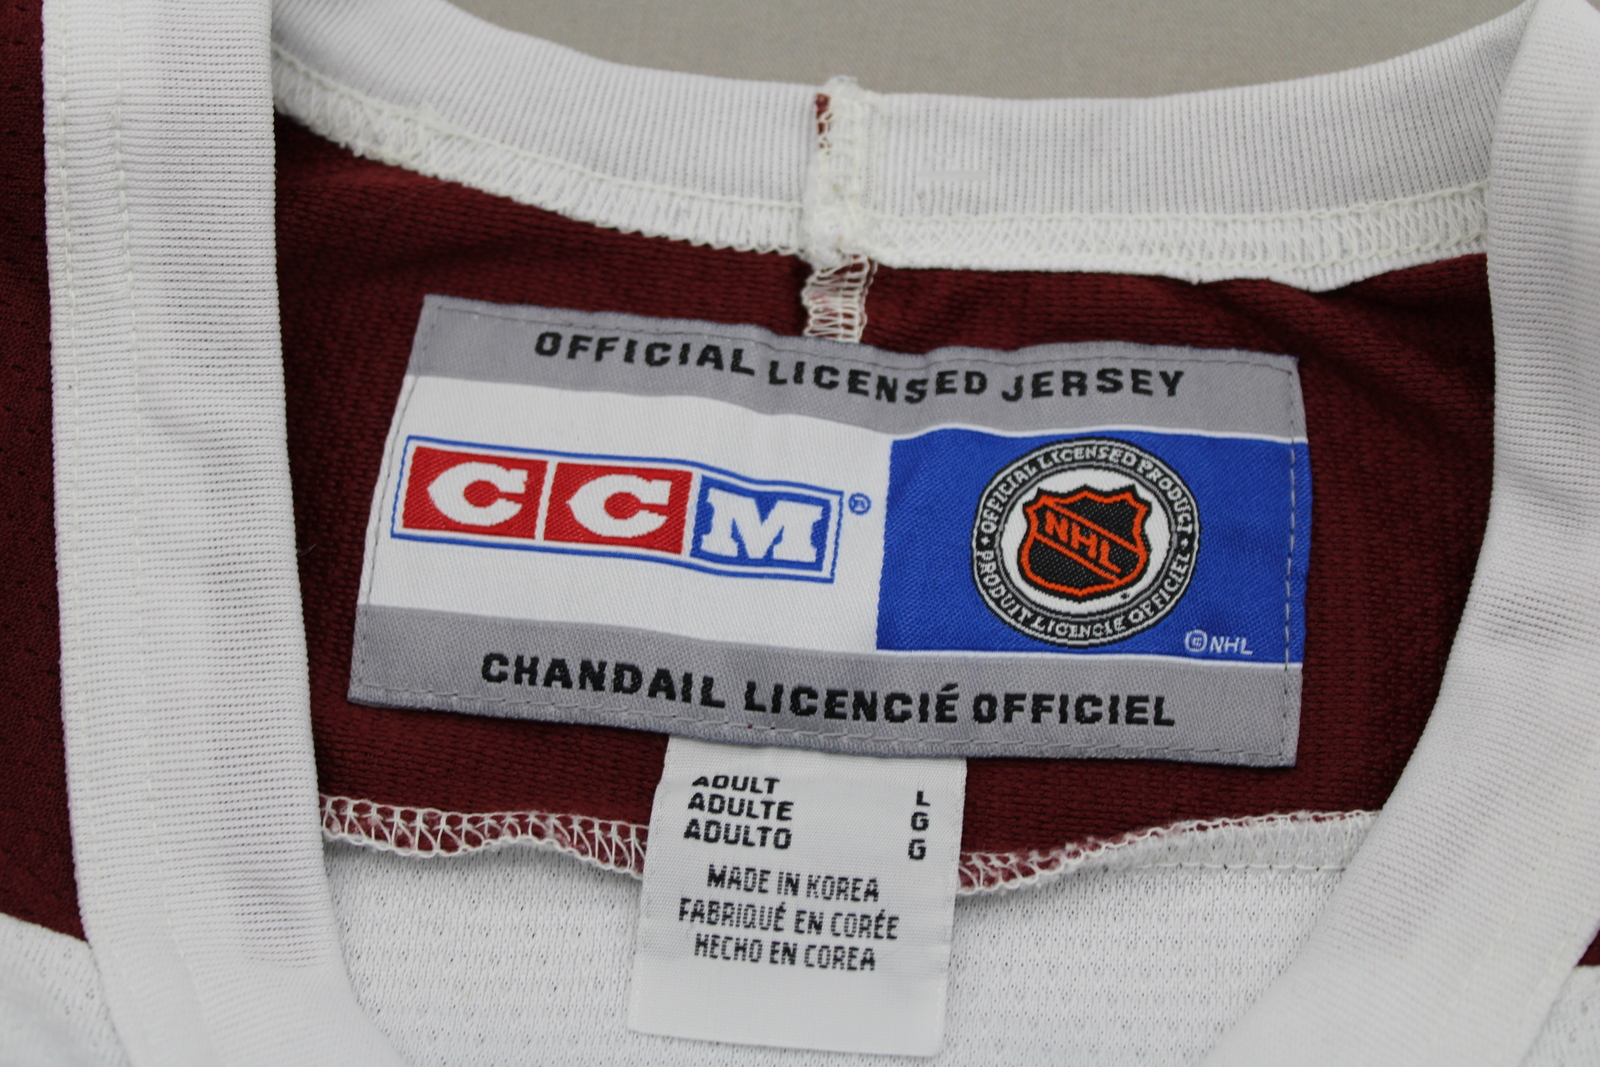 OFFICIAL LICENSED JERSEY
CCM®
OFFICIAL LICENSED PRODUCT
NHL
PRODUIT LICENCIÉ OFFICIEL
©NHL
CHANDAIL LICENCIÉ OFFICIEL
ADULT L
ADULTE G
ADULTO G
MADE IN KOREA
FABRIQUÉ EN CORÉE
HECHO EN COREA